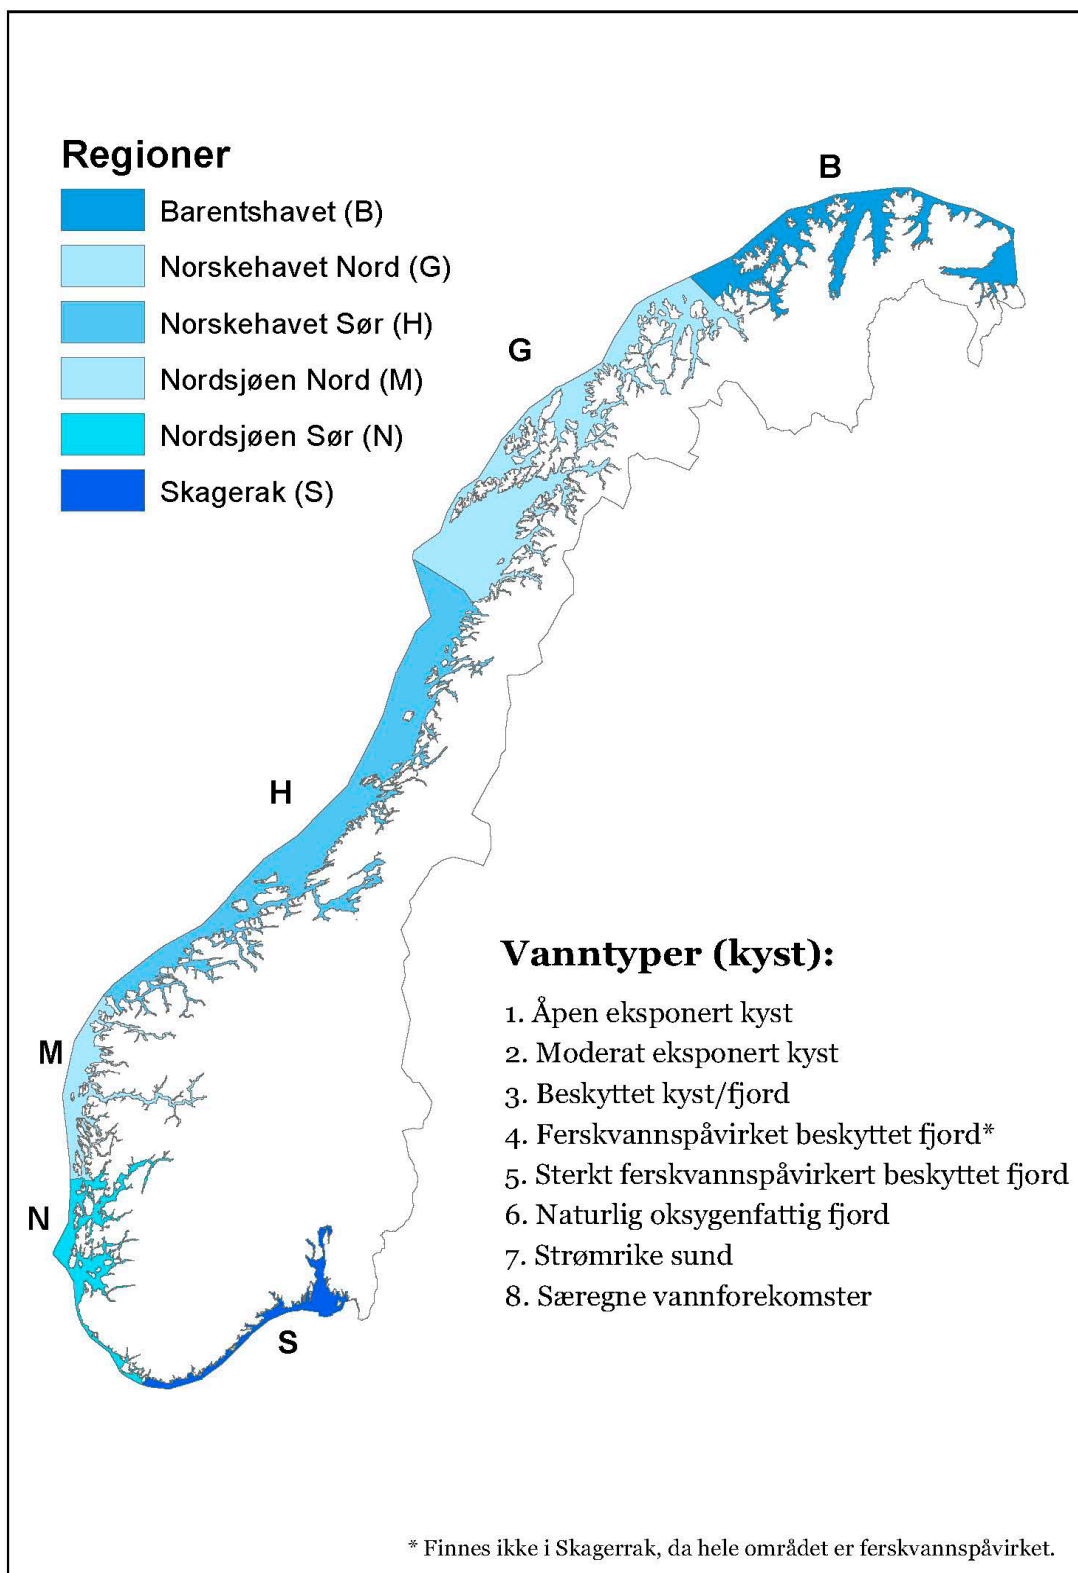 Regioner
Barentshavet (B)
Norskehavet Nord (G)
Norskehavet Sør (H)
Nordsjøen Nord (M)
Nordsjøen Sør (N)
Skagerak (S)
B
G
H
M
N
S
Vanntyper (kyst):
1. Åpen eksponert kyst
2. Moderat eksponert kyst
3. Beskyttet kyst/fjord
4. Ferskvannspåvirket beskyttet fjord*
5. Sterkt ferskvannspåvirkert beskyttet fjord
6. Naturlig oksygenfattig fjord
7. Strømrike sund
8. Særegne vannforekomster
* Finnes ikke i Skagerrak, da hele området er ferskvannspåvirket.